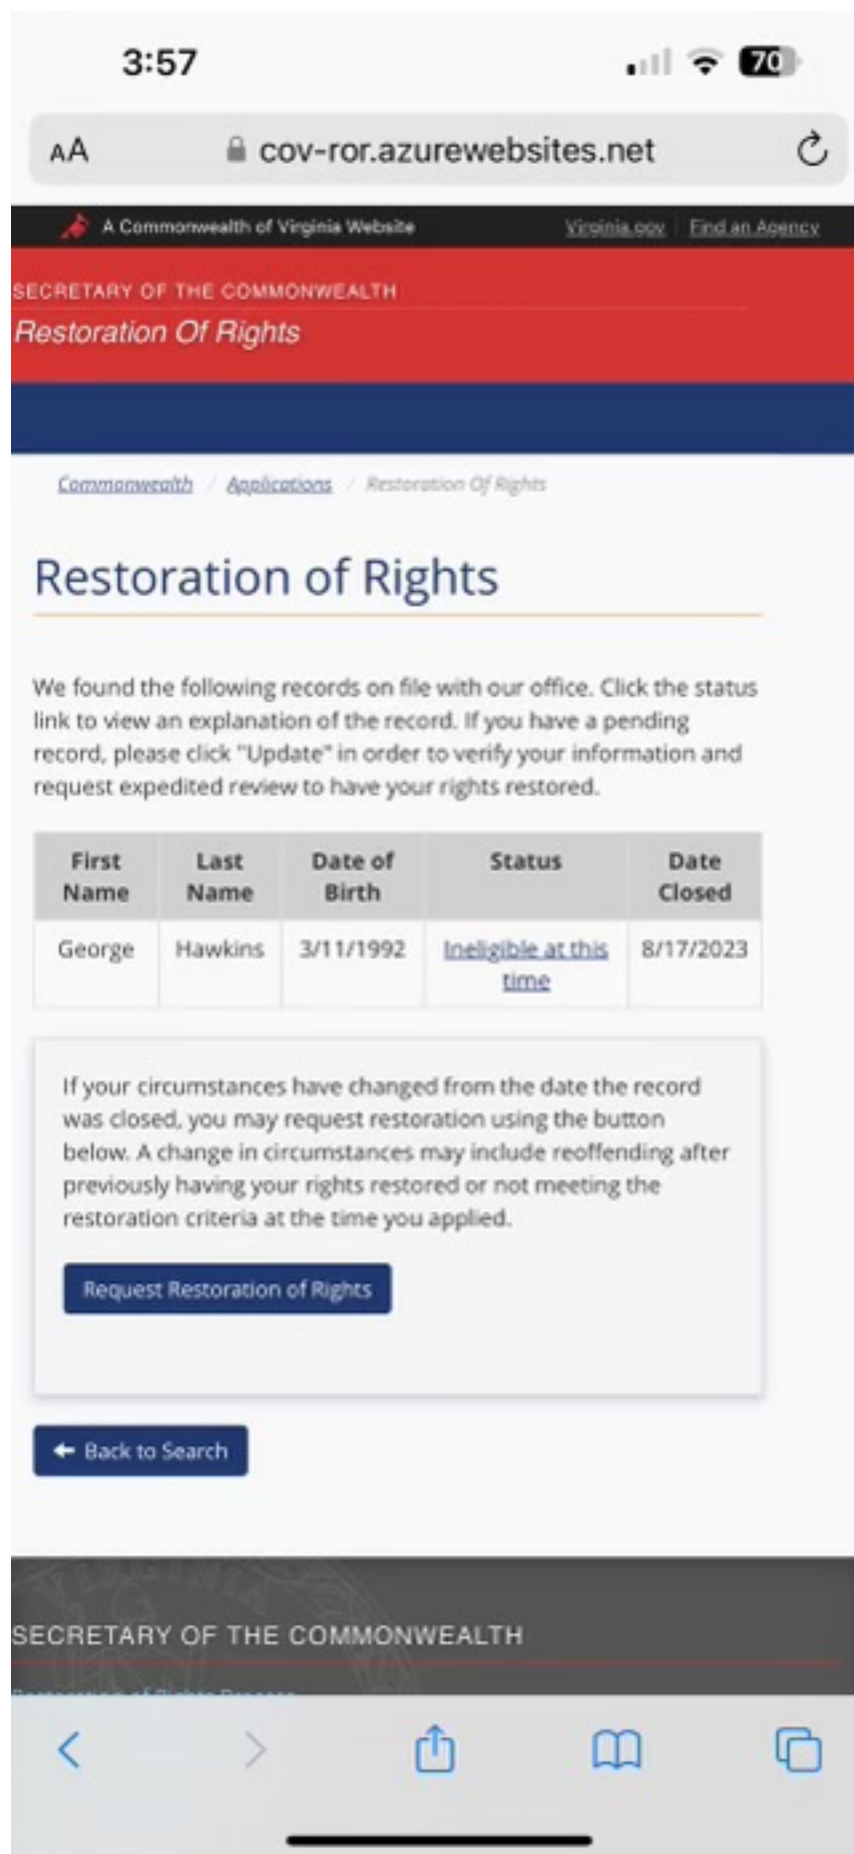 3:57
70
AA cov-ror.azurewebsites.net
A Commonwealth of Virginia Website Virginia.gov Find an Agency
SECRETARY OF THE COMMONWEALTH
Restoration Of Rights
Commonwealth / Applications / Restoration Of Rights
Restoration of Rights
We found the following records on file with our office. Click the status
link to view an explanation of the record. If you have a pending
record, please click "Update" in order to verify your information and
request expedited review to have your rights restored.
First Name Last Name Date of Birth Status Date Closed
George Hawkins 3/11/1992 Ineligible at this time 8/17/2023
If your circumstances have changed from the date the record
was closed, you may request restoration using the button
below. A change in circumstances may include reoffending after
previously having your rights restored or not meeting the
restoration criteria at the time you applied.
Request Restoration of Rights
Back to Search
SECRETARY OF THE COMMONWEALTH
Restoration of Rights Process